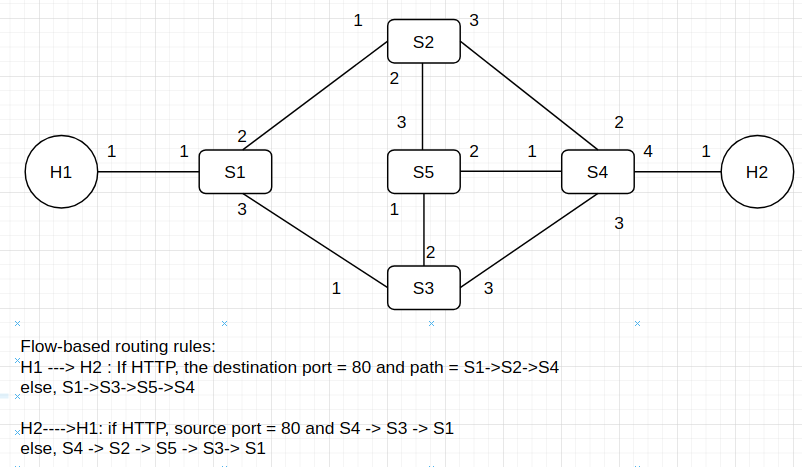 1 3
S2
2
3
2 2
1 1 2 1 4 1
H1 S1 S5 S4 H2
3 1 3
2
1 S3 3
Flow-based routing rules:
H1 ---> H2 : If HTTP, the destination port = 80 and path = S1->S2->S4
else, S1->S3->S5->S4
H2---->H1: if HTTP, source port = 80 and S4 -> S3 -> S1
else, S4 -> S2 -> S5 -> S3-> S1